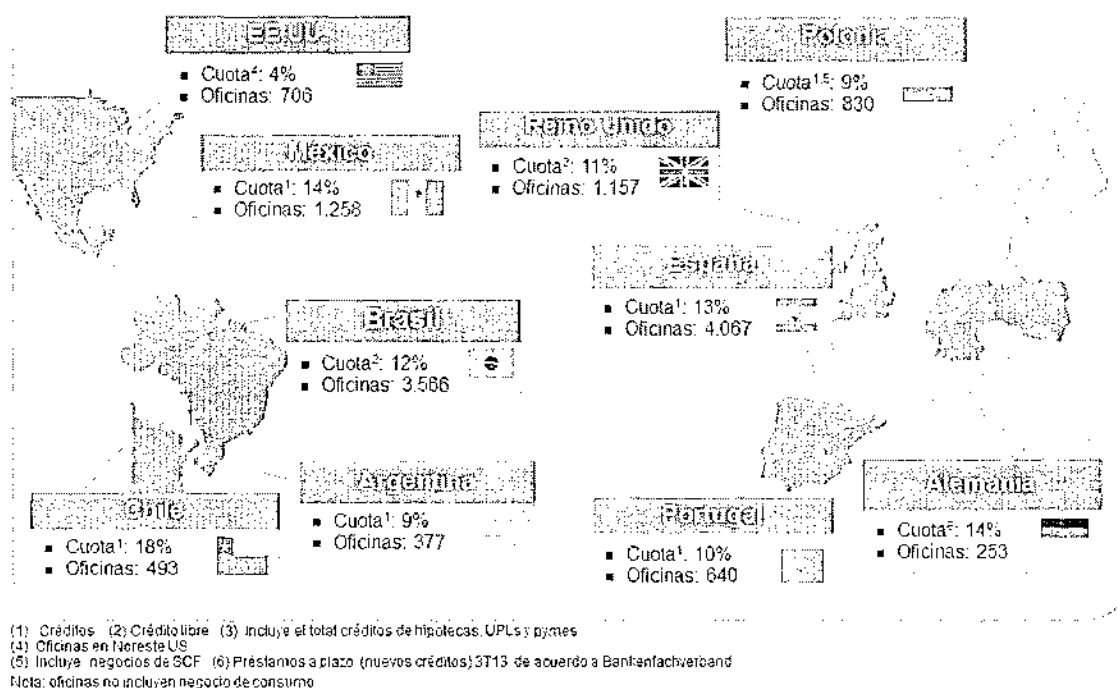 EE.UU.
▪ Cuota⁴: 4%
▪ Oficinas: 706
Polonia
▪ Cuota¹·⁵: 9%
▪ Oficinas: 830
Reino Unido
▪ Cuota³: 11%
▪ Oficinas: 1.157
México
▪ Cuota¹: 14%
▪ Oficinas: 1.258
España
▪ Cuota¹: 13%
▪ Oficinas: 4.067
Brasil
▪ Cuota²: 12%
▪ Oficinas: 3.566
Argentina
▪ Cuota¹: 9%
▪ Oficinas: 377
Alemania
▪ Cuota⁶: 14%
▪ Oficinas: 253
Chile
▪ Cuota¹: 18%
▪ Oficinas: 493
Portugal
▪ Cuota¹: 10%
▪ Oficinas: 640
(1) Créditos (2) Crédito libre (3) Incluye el total créditos de hipotecas, UPLs y pymes
(4) Oficinas en Noreste US
(5) Incluye negocios de SCF (6) Préstamos a plazo (nuevos créditos) 3T13 de acuerdo a Bankenfachverband
Nota: oficinas no incluyen negocio de consumo